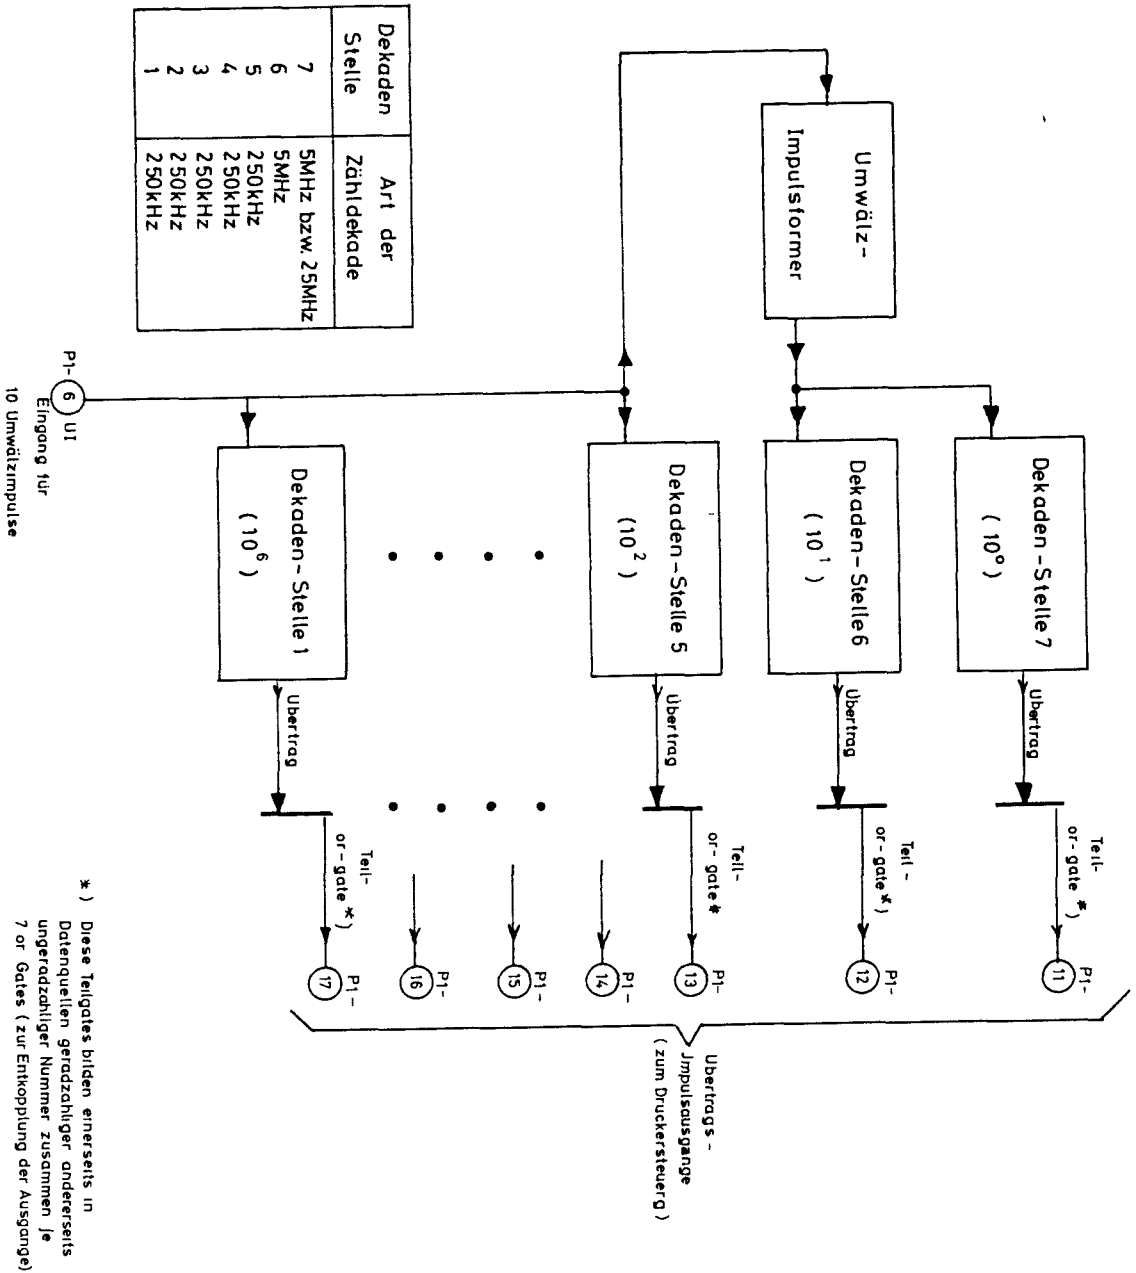 Umwälz-
Impulsformer
Dekaden-Stelle 7
(10⁰)
Übertrag
Teil-
or-gate*)
P1-
11
Dekaden-Stelle 6
(10¹)
Übertrag
Teil-
or-gate*)
P1-
12
Dekaden-Stelle 5
(10²)
Übertrag
Teil-
or-gate*
P1-
13
P1-
14
P1-
15
P1-
16
Dekaden-Stelle 1
(10⁶)
Übertrag
Teil-
or-gate*)
P1-
17
Übertrags-
Jmpulsausgange
(zum Druckersteuerg)
Dekaden Stelle | Art der Zähldekade
7 5MHz bzw. 25MHz
6 5MHz
5 250kHz
4 250kHz
3 250kHz
2 250kHz
1 250kHz
P1- 6 UI
Eingang für
10 Umwälzimpulse
*) Diese Teilgates bilden einerseits in
Datenquellen geradzahliger andererseits
ungeradzahliger Nummer zusammen je
7 or Gates (zur Entkopplung der Ausgange)